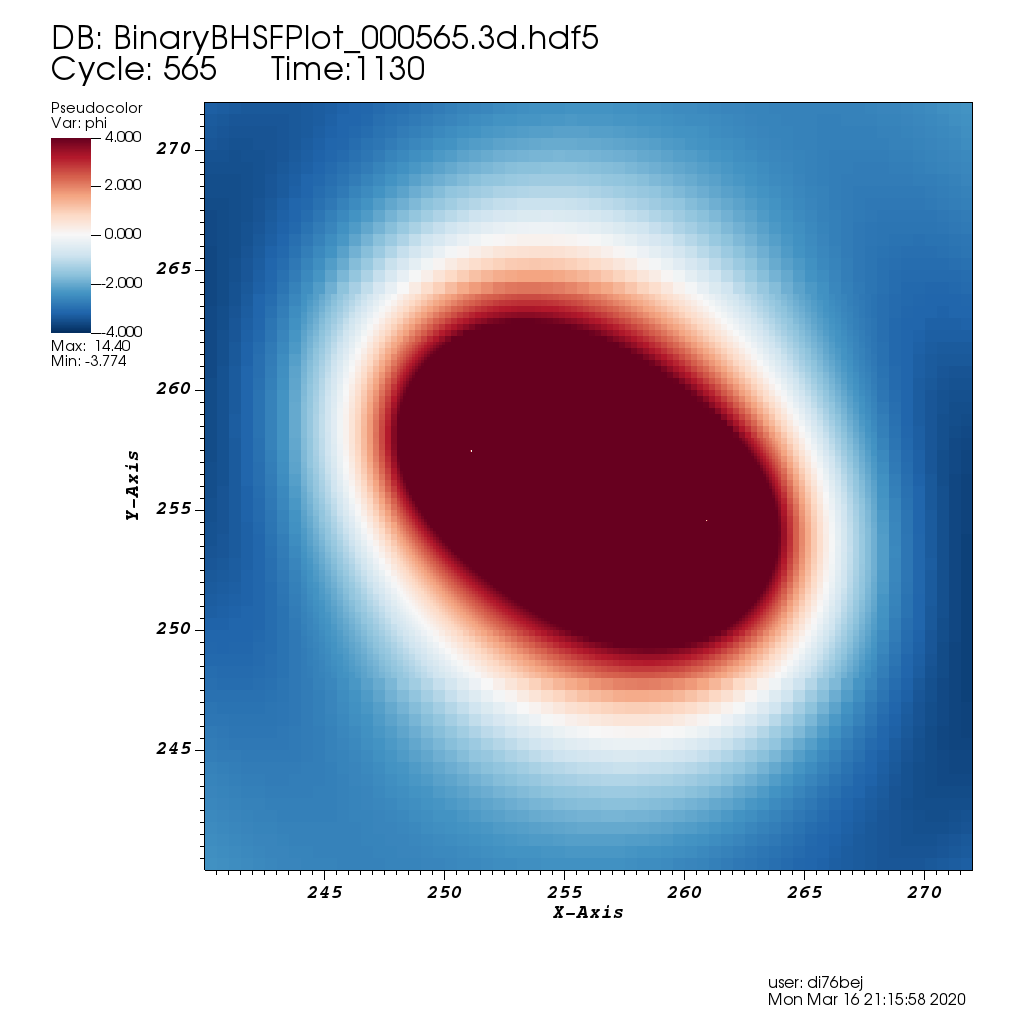 DB: BinaryBHSFPlot_000565.3d.hdf5
Cycle: 565 Time:1130
Pseudocolor
Var: phi
4.000
2.000
0.000
-2.000
-4.000
Max: 14.40
Min: -3.774
270
265
260
255
250
245
Y-Axis
245 250 255 260 265 270
X-Axis
user: di76bej
Mon Mar 16 21:15:58 2020